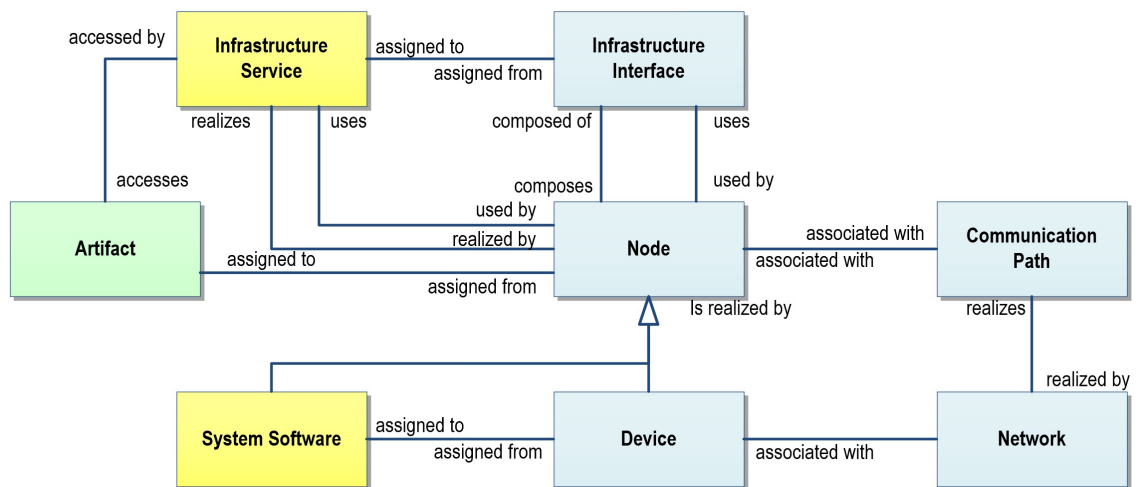 accessed by
Infrastructure
Service
assigned to
assigned from
Infrastructure
Interface
realizes
uses
composed of
uses
accesses
composes
used by
used by
realized by
Artifact
assigned to
assigned from
Node
associated with
associated with
Communication
Path
Is realized by
realizes
realized by
System Software
assigned to
assigned from
Device
associated with
Network